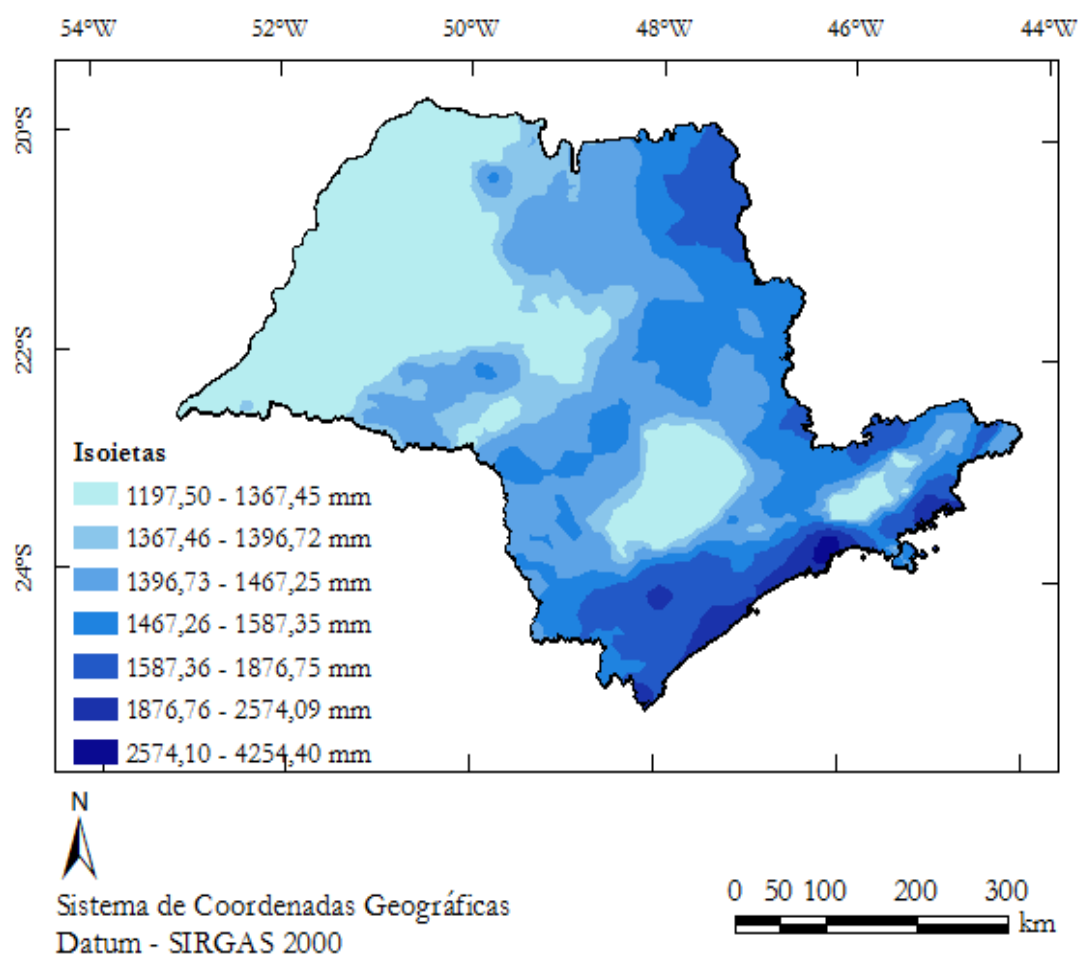 54°W 52°W 50°W 48°W 46°W 44°W
20°S
22°S
24°S
Isoietas
1197,50 - 1367,45 mm
1367,46 - 1396,72 mm
1396,73 - 1467,25 mm
1467,26 - 1587,35 mm
1587,36 - 1876,75 mm
1876,76 - 2574,09 mm
2574,10 - 4254,40 mm
N
Sistema de Coordenadas Geográficas
Datum - SIRGAS 2000
0 50 100 200 300
km